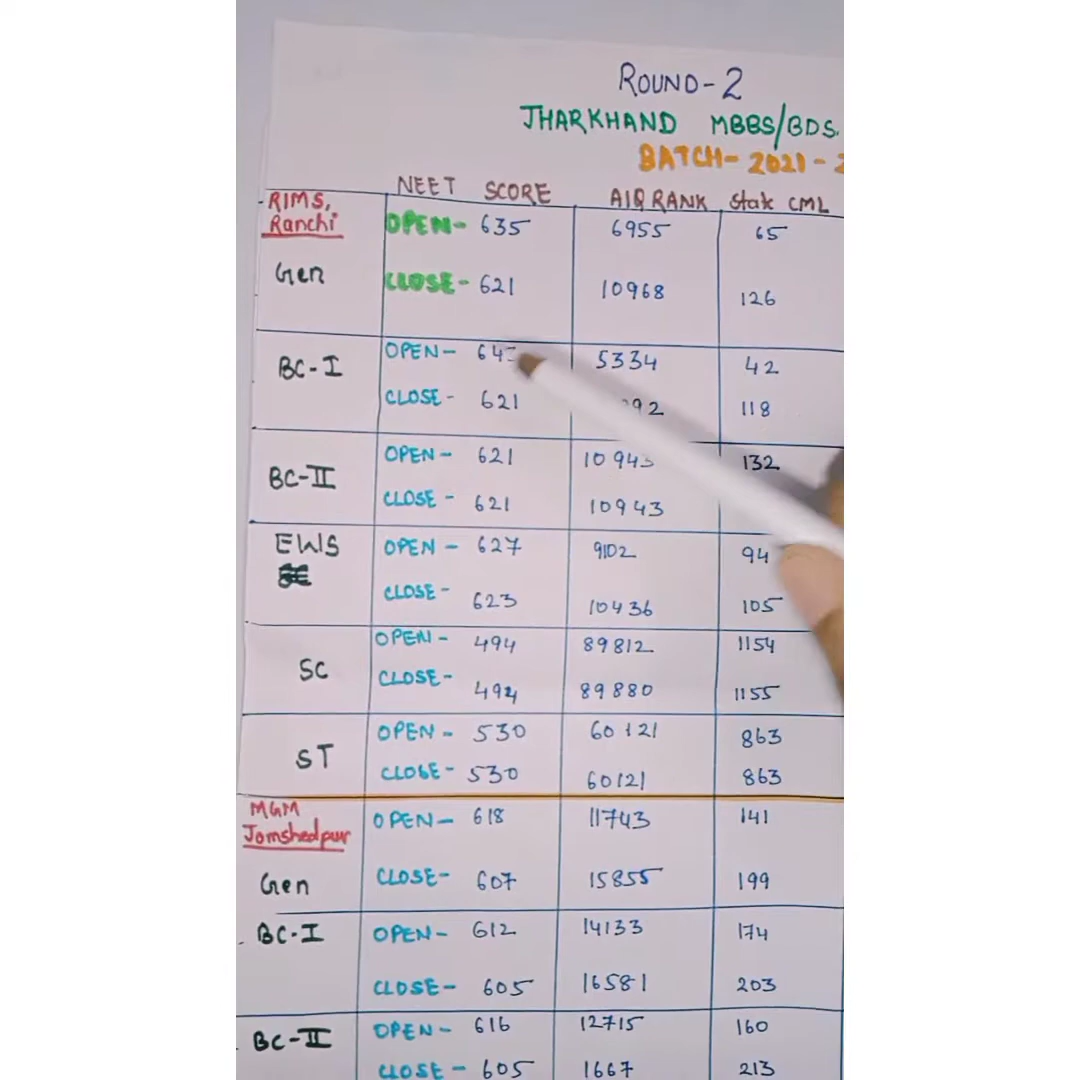 ROUND-2
JHARKHAND MBBS/BDS.
BATCH- 2021-
NEET SCORE AIQ RANK State CML
RIMS, Ranchi OPEN- 635 6955 65
Gen CLOSE- 621 10968 126
BC-I OPEN- 5334 42
CLOSE- 621 118
BC-II OPEN- 621 132
CLOSE- 621 10943
EWS OPEN- 627 9102 94
CLOSE- 623 10436 105
SC OPEN- 494 89812 1154
CLOSE- 494 89880 1155
ST OPEN- 530 60121 863
CLOSE- 530 60121 863
MGM Jamshedpur OPEN- 618 11743 141
Gen CLOSE- 607 15855 199
BC-I OPEN- 612 14133 174
CLOSE- 605 16581 203
BC-II OPEN- 616 12715 160
CLOSE- 605 1667 213